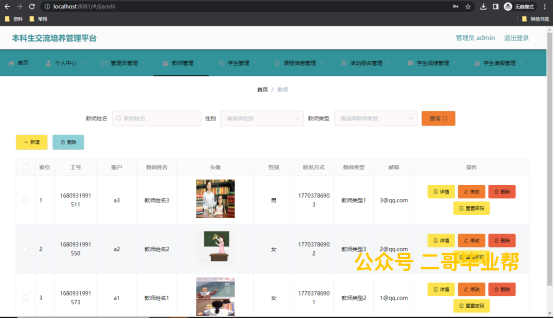 localhost:8081/#/jiaoshi
无痕模式
资料 常用
其他书签
本科生交流培养管理平台
管理员 admin 退出登录
首页 个人中心 管理员管理 教师管理 学生管理 课程信息管理 活动报名管理 学生成绩管理 学生请假管理
首页 / 教师
教师姓名 教师姓名 性别 请选择性别 教师类型 请选择教师类型 查询
新增 删除
索引 工号 账户 教师姓名 头像 性别 联系方式 教师类型 邮箱 操作
1 1680931991511 a3 教师姓名3 男 17703786903 教师类型1 3@qq.com 详情 修改 删除
重置密码
2 1680931991550 a2 教师姓名2 女 17703786902 教师类型3 2@qq.com 详情 修改 删除
公众号 二哥毕业帮
3 1680931991573 a1 教师姓名1 女 17703786901 教师类型2 1@qq.com 详情 修改 删除
重置密码